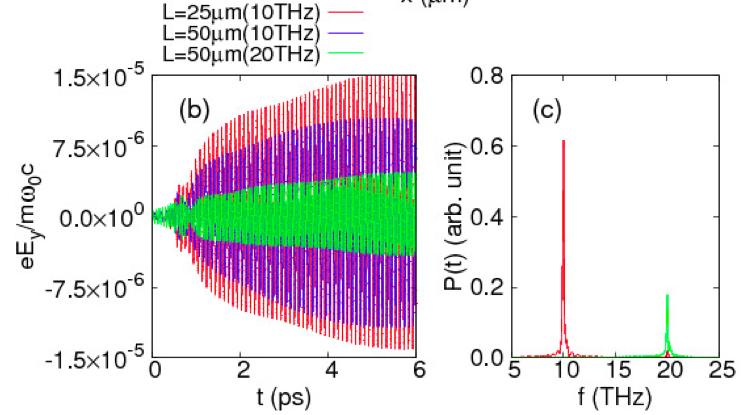 x (μm)
L=25μm(10THz)
L=50μm(10THz)
L=50μm(20THz)
(b)
1.5×10⁻⁵
7.5×10⁻⁶
0.0×10⁰
-7.5×10⁻⁶
-1.5×10⁻⁵
eE_y/mω₀c
0 2 4 6
t (ps)
(c)
0.8
0.6
0.4
0.2
0.0
P(t) (arb. unit)
5 10 15 20 25
f (THz)